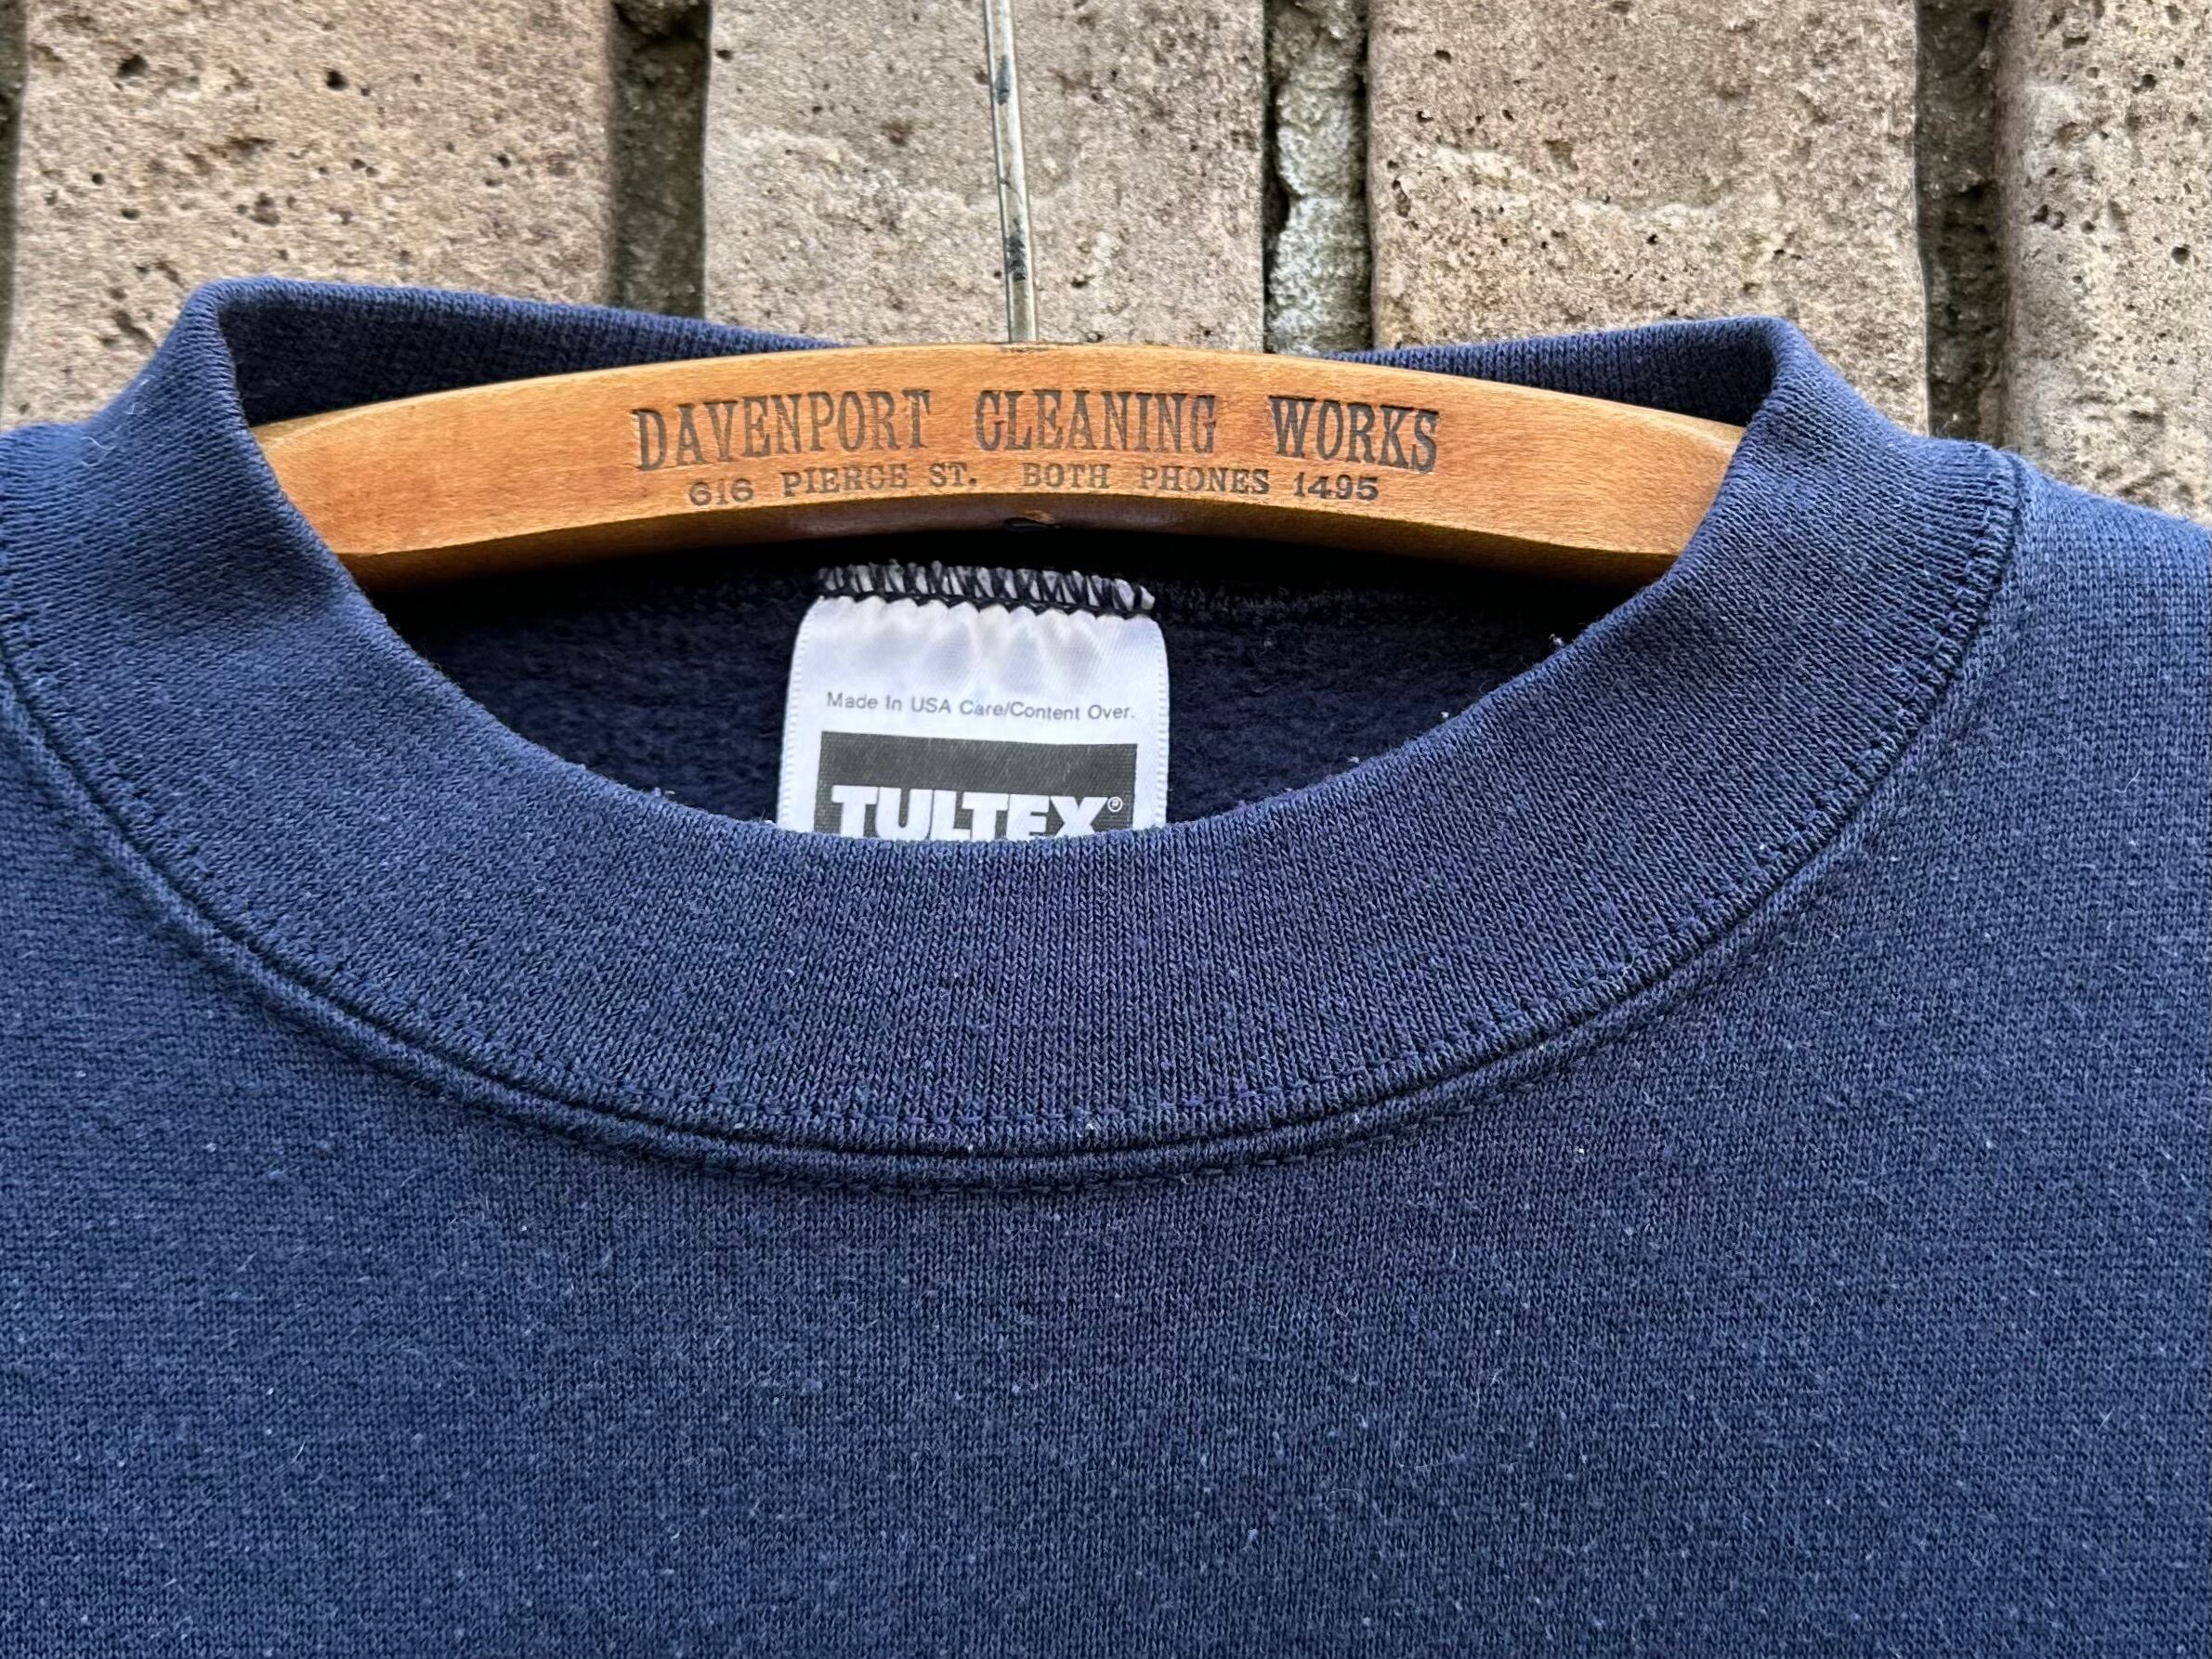 DAVENPORT CLEANING WORKS
616 PIERCE ST. BOTH PHONES 1495
Made In USA Care/Content Over.
TULTEX®